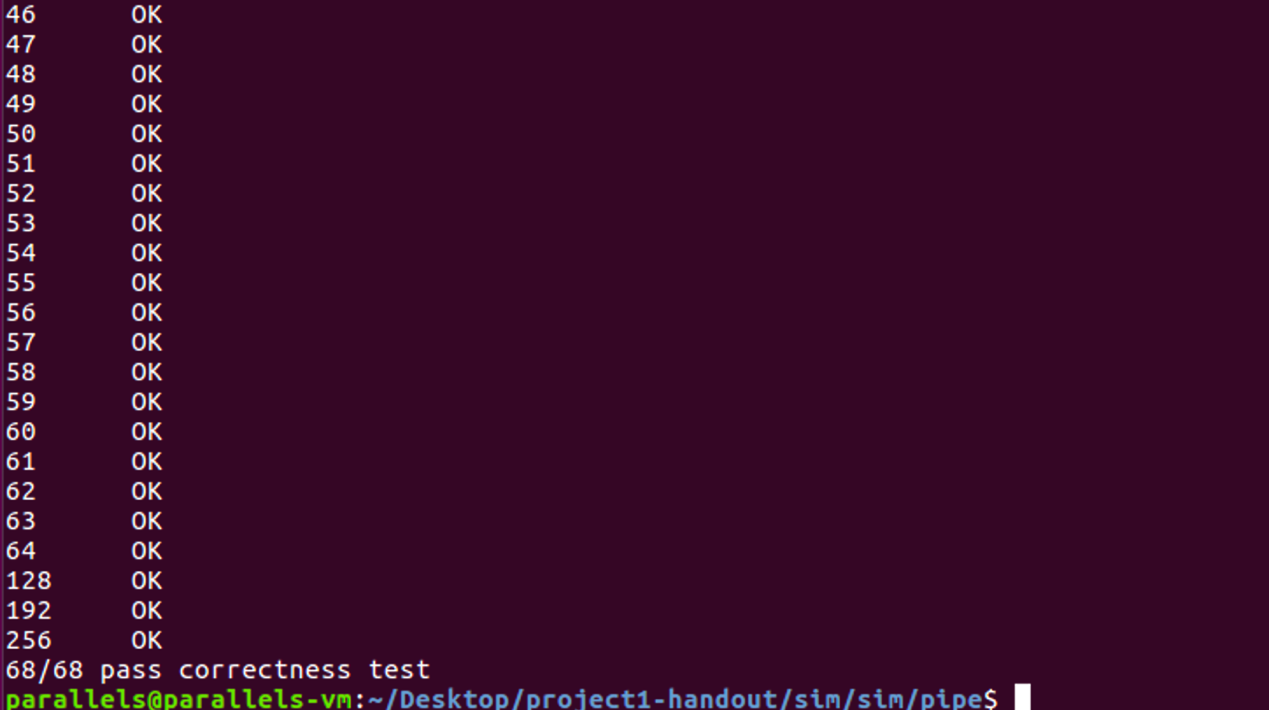 46 OK
47 OK
48 OK
49 OK
50 OK
51 OK
52 OK
53 OK
54 OK
55 OK
56 OK
57 OK
58 OK
59 OK
60 OK
61 OK
62 OK
63 OK
64 OK
128 OK
192 OK
256 OK
68/68 pass correctness test
parallels@parallels-vm:~/Desktop/project1-handout/sim/sim/pipe$